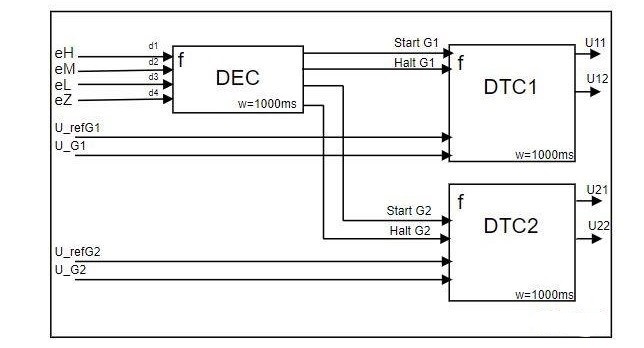 Start G1
U11
eH
d1
f
f
eM
d2
DEC
Halt G1
eL
d3
DTC1
U12
eZ
d4
w=1000ms
U_refG1
U_G1
w=1000ms
U21
f
Start G2
DTC2
U22
Halt G2
U_refG2
U_G2
w=1000ms